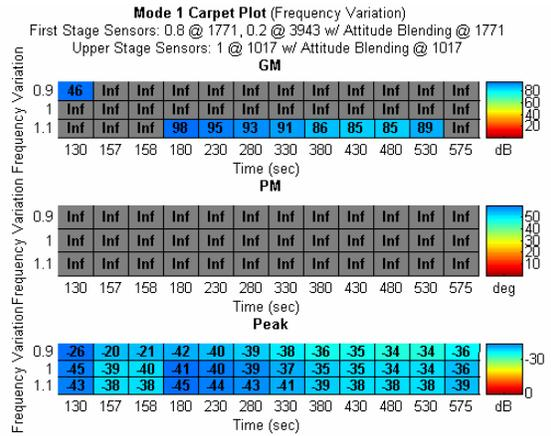 Mode 1 Carpet Plot (Frequency Variation)
First Stage Sensors: 0.8 @ 1771, 0.2 @ 3943 w/ Attitude Blending @ 1771
Upper Stage Sensors: 1 @ 1017 w/ Attitude Blending @ 1017
GM
Frequency Variation
0.9 46 Inf Inf Inf Inf Inf Inf Inf Inf Inf Inf Inf
1 Inf Inf Inf Inf Inf Inf Inf Inf Inf Inf Inf Inf
1.1 Inf Inf Inf 98 95 93 91 86 85 85 89 Inf
130 157 158 180 230 280 330 380 430 480 530 575
Time (sec)
80
60
40
20
dB
PM
Frequency Variation
0.9 Inf Inf Inf Inf Inf Inf Inf Inf Inf Inf Inf Inf
1 Inf Inf Inf Inf Inf Inf Inf Inf Inf Inf Inf Inf
1.1 Inf Inf Inf Inf Inf Inf Inf Inf Inf Inf Inf Inf
130 157 158 180 230 280 330 380 430 480 530 575
Time (sec)
50
40
30
20
10
deg
Peak
Frequency Variation
0.9 -26 -20 -21 -42 -40 -39 -38 -36 -35 -34 -34 -36
1 -45 -39 -40 -41 -40 -39 -37 -35 -35 -34 -34 -36
1.1 -43 -38 -38 -45 -44 -43 -41 -39 -38 -38 -38 -39
130 157 158 180 230 280 330 380 430 480 530 575
Time (sec)
-30
0
dB